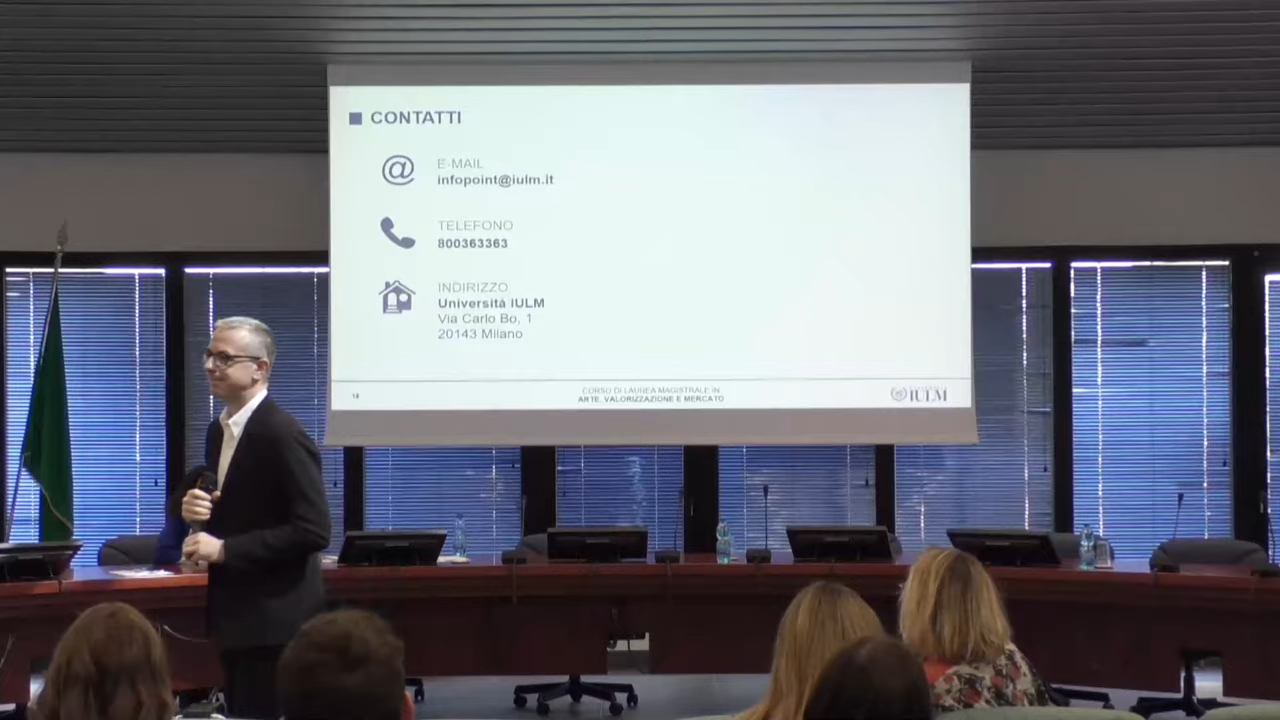 CONTATTI
E-MAIL
infopoint@iulm.it
TELEFONO
800363363
INDIRIZZO
Università IULM
Via Carlo Bo, 1
20143 Milano
18
CORSO DI LAUREA MAGISTRALE IN
ARTE, VALORIZZAZIONE E MERCATO
IULM